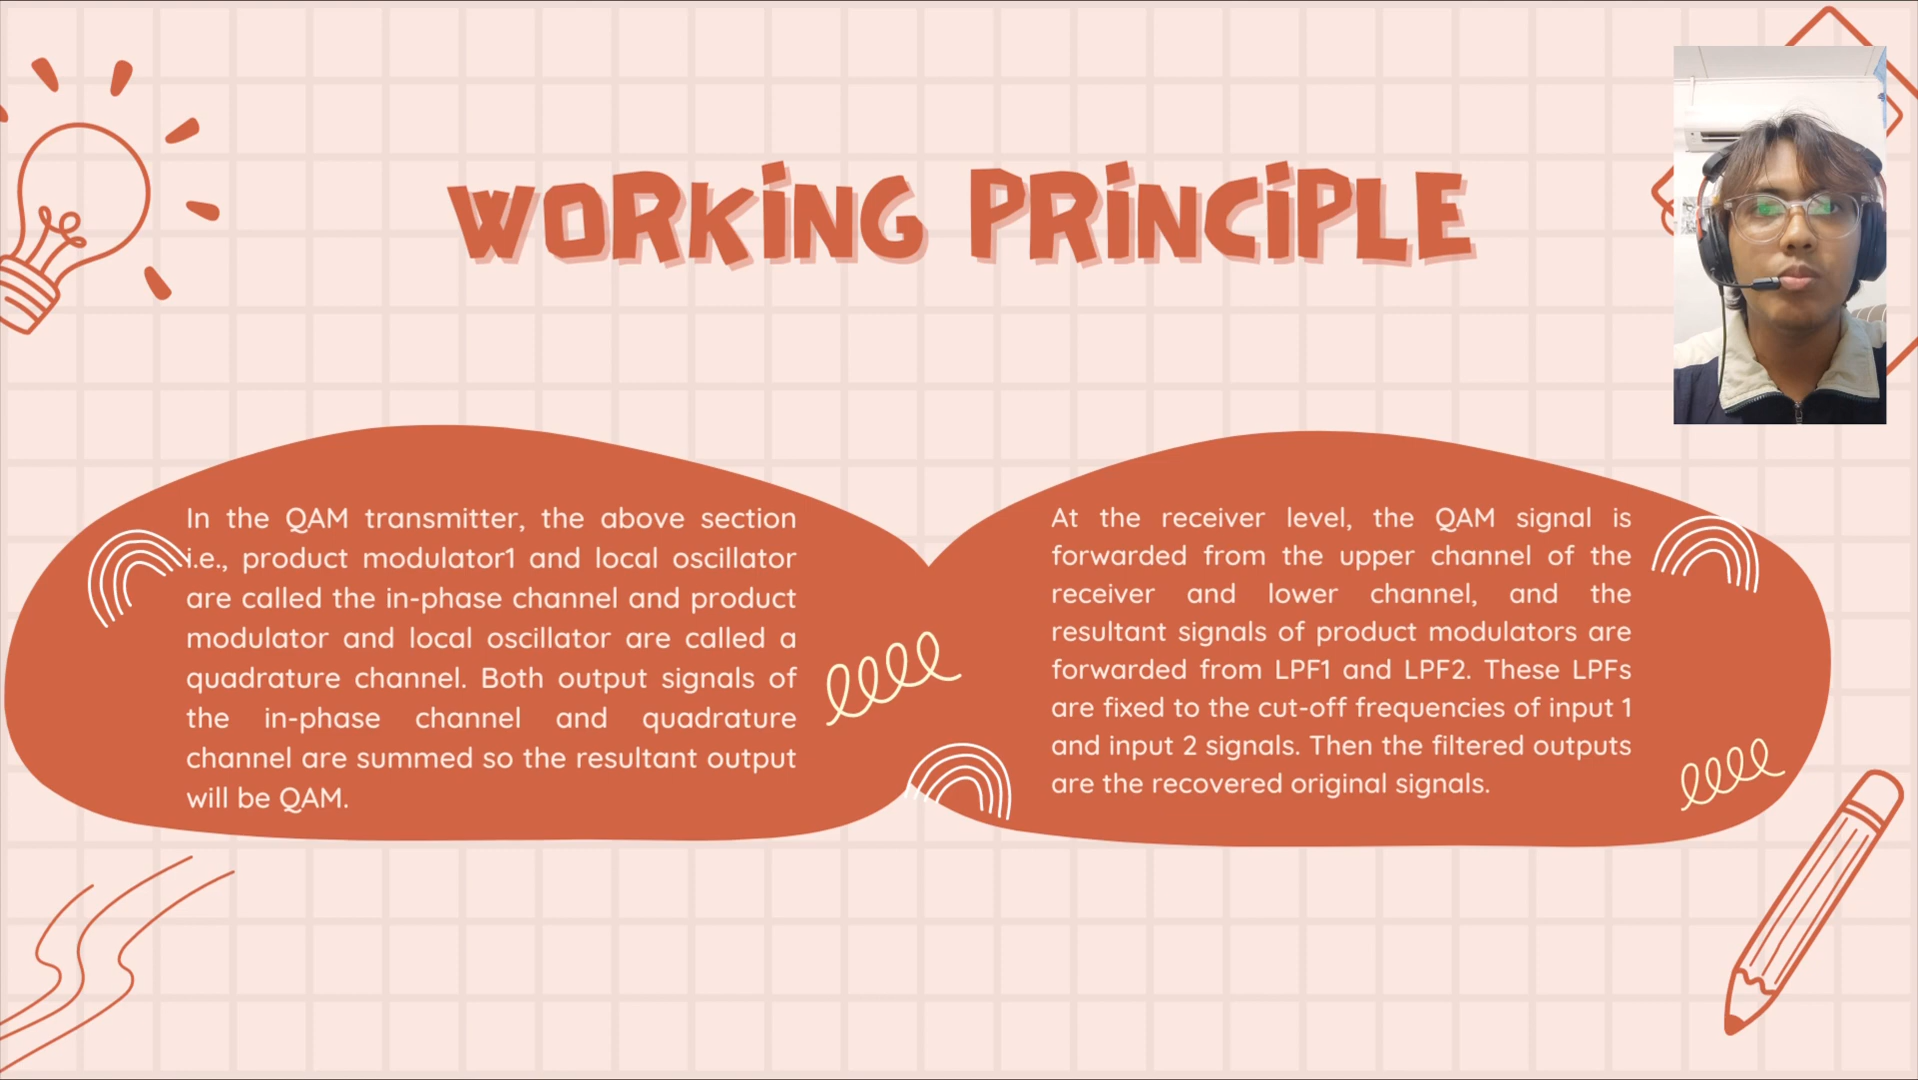 WORKING PRINCIPLE
In the QAM transmitter, the above section
i.e., product modulator1 and local oscillator
are called the in-phase channel and product
modulator and local oscillator are called a
quadrature channel. Both output signals of
the in-phase channel and quadrature
channel are summed so the resultant output
will be QAM.
At the receiver level, the QAM signal is
forwarded from the upper channel of the
receiver and lower channel, and the
resultant signals of product modulators are
forwarded from LPF1 and LPF2. These LPFs
are fixed to the cut-off frequencies of input 1
and input 2 signals. Then the filtered outputs
are the recovered original signals.